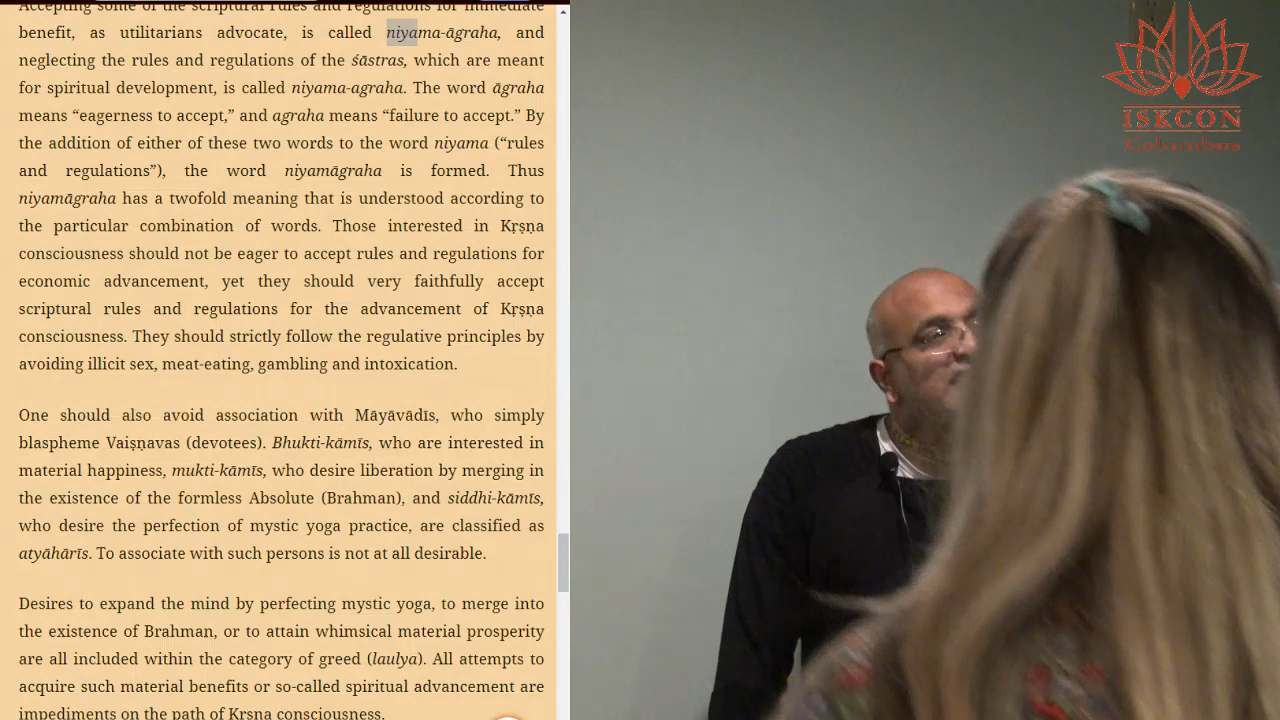 Accepting some of the scriptural rules and regulations for immediate
benefit, as utilitarians advocate, is called niyama-āgraha, and
neglecting the rules and regulations of the śāstras, which are meant
for spiritual development, is called niyama-agraha. The word āgraha
means “eagerness to accept,” and agraha means “failure to accept.” By
the addition of either of these two words to the word niyama (“rules
and regulations”), the word niyamāgraha is formed. Thus
niyamāgraha has a twofold meaning that is understood according to
the particular combination of words. Those interested in Kṛṣṇa
consciousness should not be eager to accept rules and regulations for
economic advancement, yet they should very faithfully accept
scriptural rules and regulations for the advancement of Kṛṣṇa
consciousness. They should strictly follow the regulative principles by
avoiding illicit sex, meat-eating, gambling and intoxication.
One should also avoid association with Māyāvādīs, who simply
blaspheme Vaiṣṇavas (devotees). Bhukti-kāmīs, who are interested in
material happiness, mukti-kāmīs, who desire liberation by merging in
the existence of the formless Absolute (Brahman), and siddhi-kāmīs,
who desire the perfection of mystic yoga practice, are classified as
atyāhārīs. To associate with such persons is not at all desirable.
Desires to expand the mind by perfecting mystic yoga, to merge into
the existence of Brahman, or to attain whimsical material prosperity
are all included within the category of greed (laulya). All attempts to
acquire such material benefits or so-called spiritual advancement are
impediments on the path of Kṛṣṇa consciousness.
ISKCON
Columbus